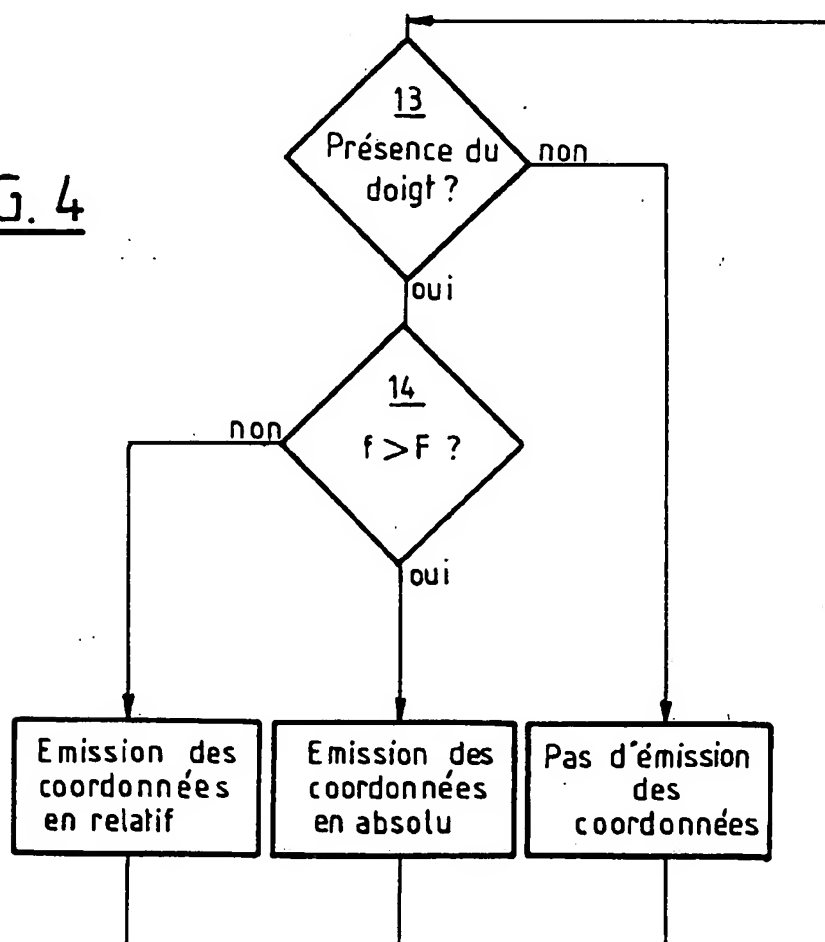 G. 4
13
Présence du
doigt ?
non
oui
14
f > F ?
non
oui
Emission des
coordonnées
en relatif
Emission des
coordonnées
en absolu
Pas d'émission
des
coordonnées